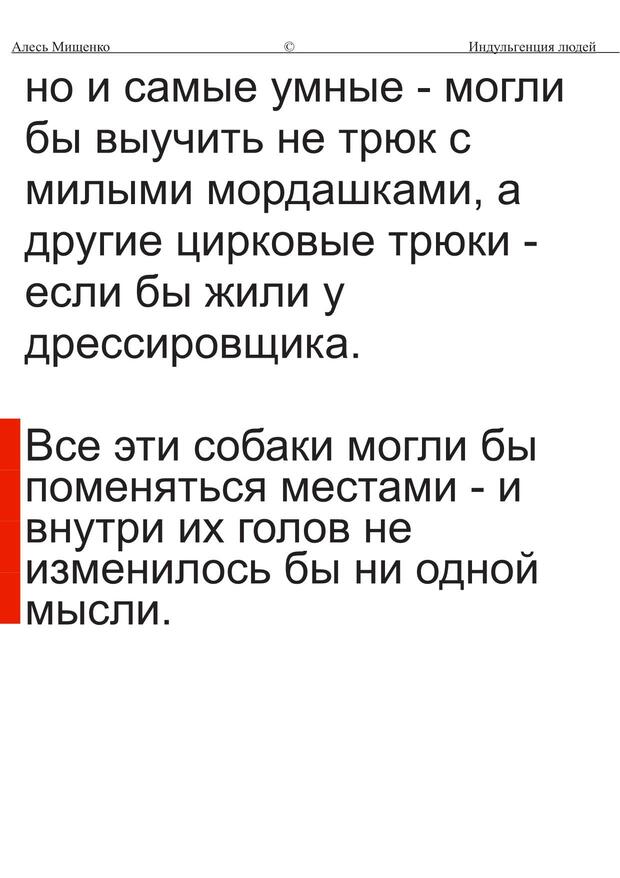 Алесь Мищенко © Индульгенция людей
но и самые умные - могли
бы выучить не трюк с
милыми мордашками, а
другие цирковые трюки -
если бы жили у
дрессировщика.
Все эти собаки могли бы
поменяться местами - и
внутри их голов не
изменилось бы ни одной
мысли.